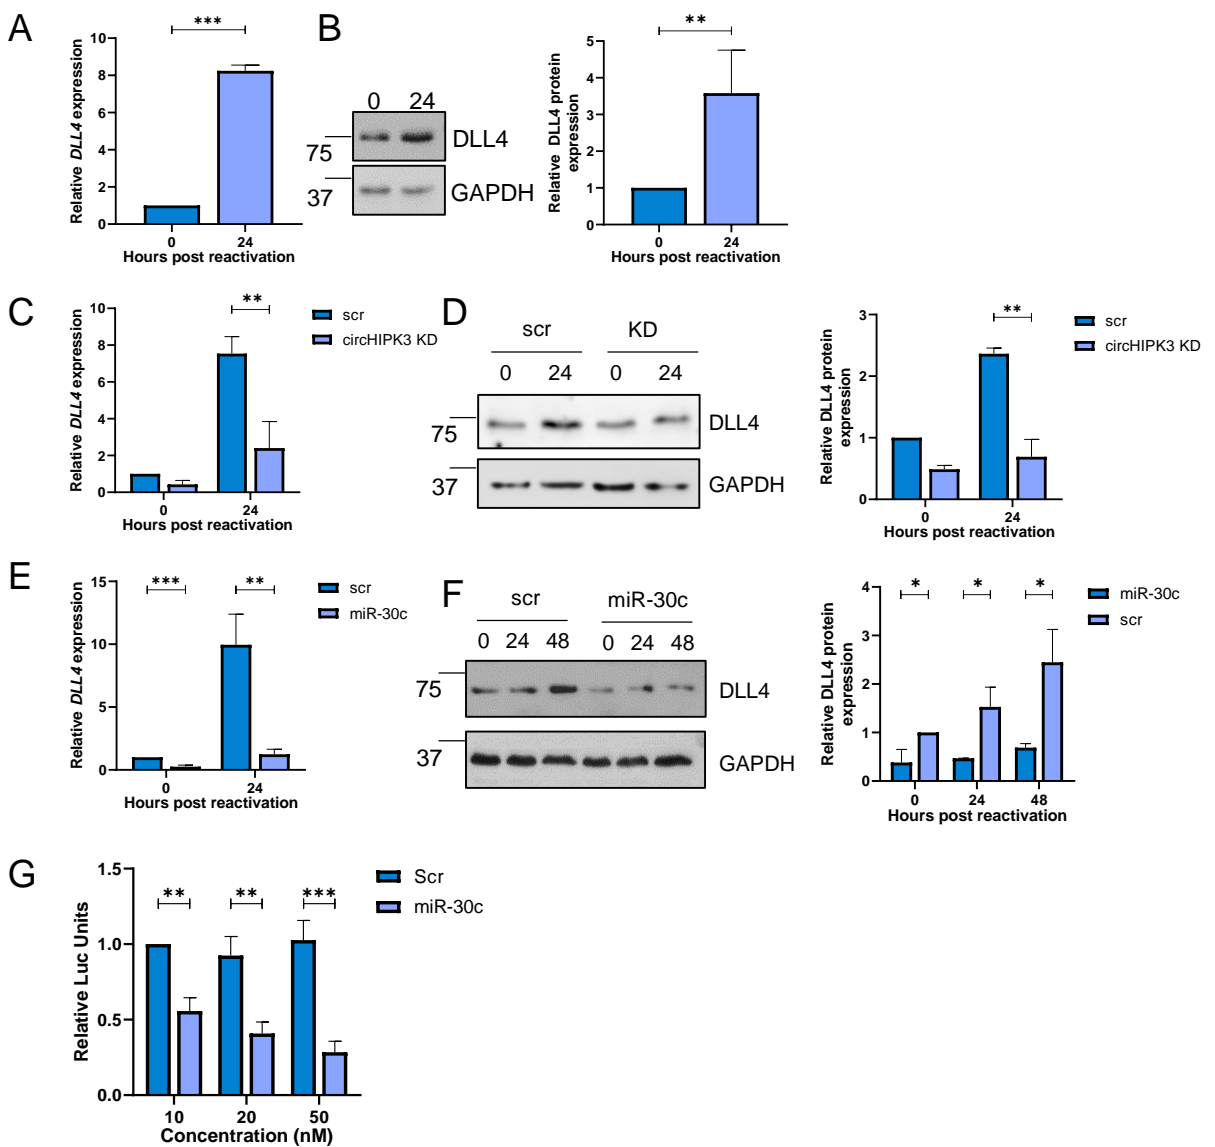 A
Relative DLL4 expression
10
8
6
4
2
0
***
0
24
Hours post reactivation
B
0 24
75
DLL4
37
GAPDH
Relative DLL4 protein
expression
5
4
3
2
1
0
**
0
24
Hours post reactivation
C
Relative DLL4 expression
10
8
6
4
2
0
**
0
24
Hours post reactivation
scr
circHIPK3 KD
D
scr KD
0 24 0 24
75
DLL4
37
GAPDH
Relative DLL4 protein
expression
3
2
1
0
**
0
24
Hours post reactivation
scr
circHIPK3 KD
E
Relative DLL4 expression
15
10
5
0
*** **
0
24
Hours post reactivation
scr
miR-30c
F
scr miR-30c
0 24 48 0 24 48
75
DLL4
37
GAPDH
Relative DLL4 protein
expression
4
3
2
1
0
* * *
0 24 48
Hours post reactivation
miR-30c
scr
G
Relative Luc Units
1.5
1.0
0.5
0.0
** ** ***
10 20 50
Concentration (nM)
Scr
miR-30c